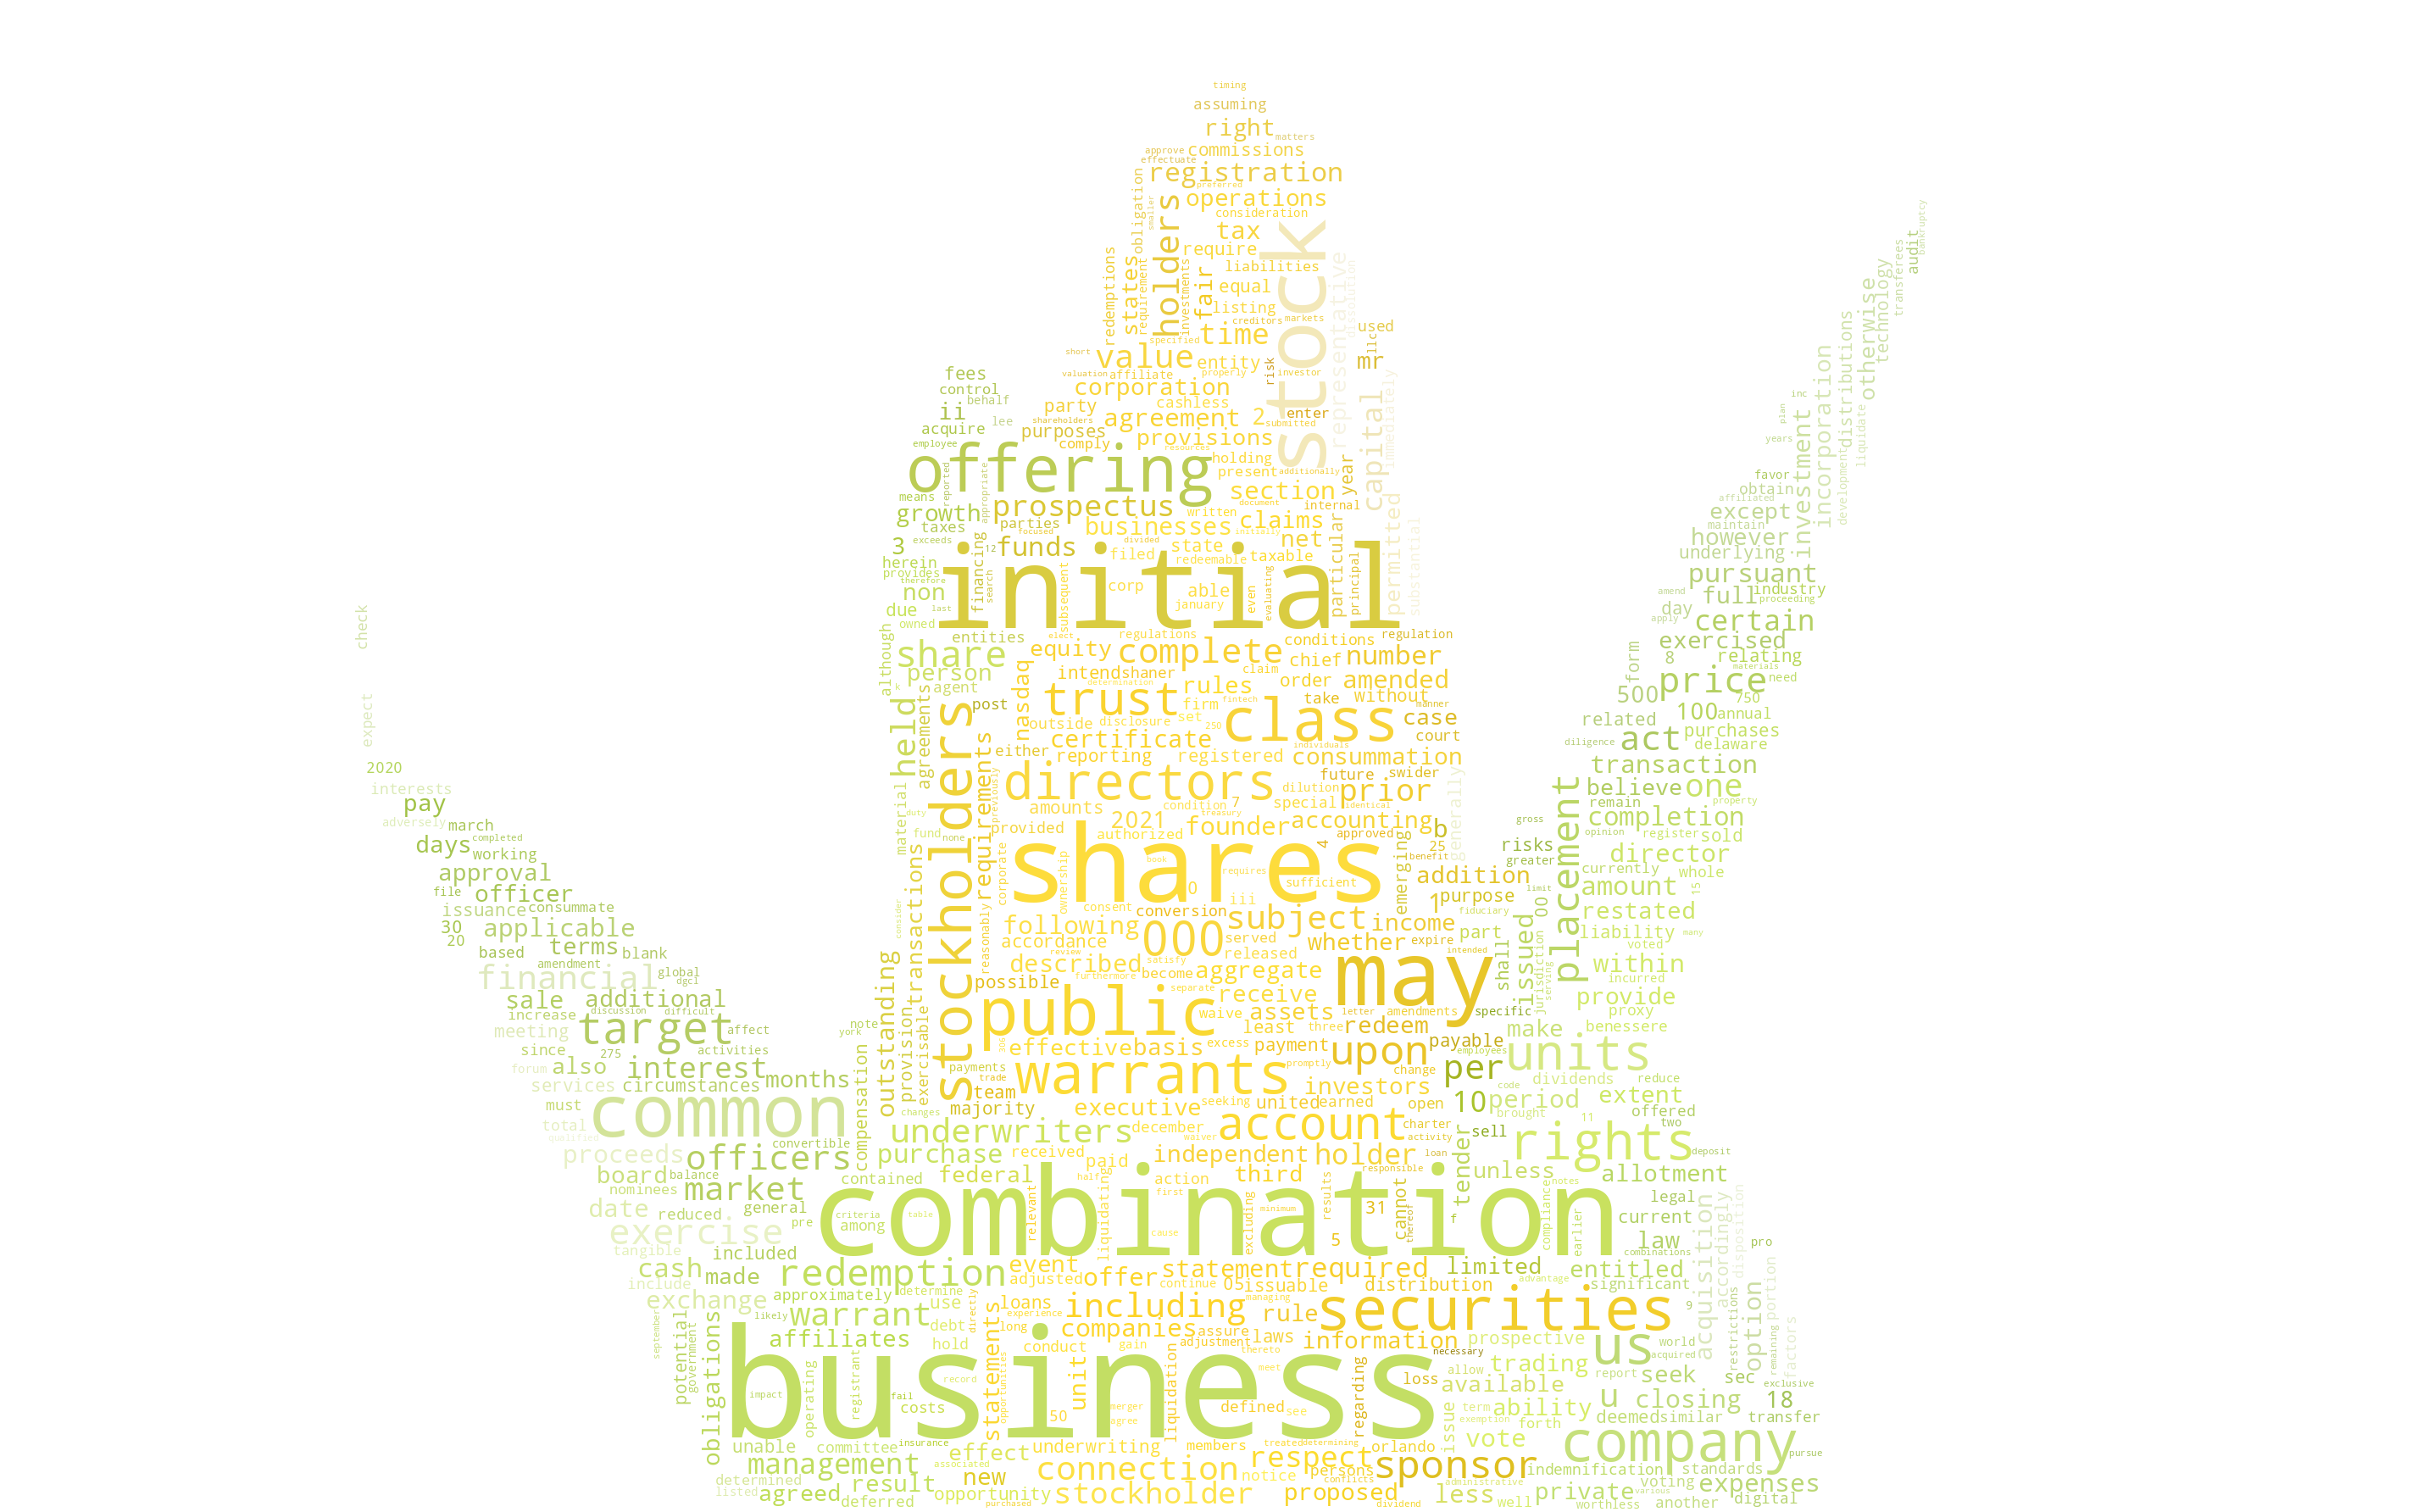 timing
assuming
right matters
approve commissions
effectuate
registration
preferred
operations
obligation
smaller
holders
consideration
stock
tax
require
liabilities
representative
dissolution
redemptions
states
requirement
investments
fair
equal
listing
creditors markets
used
specified time
llc
short value entity
risk
mr
valuation affiliate properly investor
fees
control
behalf
corporation
cashless
capital
immediately
ii
party
agreement 2 enter
acquire
lee
shareholders
submitted
purposes
employee
comply provisions
resources
offering
holding
present additionally
year
reported
appropriate
section
means
prospectus
document
internal
growth
written
permitted
substantial
taxes
parties
businesses claims
focused
initially
3 exceeds 12 funds
divided
state net
particular
herein
financing
filed redeemable taxable
provides
therefore
search
initial
corp able
even
evaluating
principal
non
subsequent
january
due last
owned
audit
bankruptcy
technology
transferees
otherwise
distributions
incorporation
liquidate
development
inc
plan
years
investment
favor
obtain
affiliated
except
maintain
however
underlying
pursuant
industry
amend full proceeding
day certain
apply
exercised
8 relating
form
materials
price need
500 750
100 annual
related
act purchases
diligence delaware
transaction
believe one
remain property
placement
completion
gross opinion register sold
risks
greater director
currently whole
limit amount 15
restated
liability
voted many
within
incurred
provide
proxy
benessere
make
units
check
expect
2020
interests
pay
adversely march
days completed
working
approval
file officer
issuance consummate
30 applicable
20
based terms blank
amendment
financial global
dgcl
sale additional
increase discussion difficult
meeting target affect
since 275 activities
forum also interest
services circumstances months
must common
total
qualified
convertible
proceeds officers
board balance
nominees market
date reduced general
exercise pre
tangible included
cash made
include approximately
exchange warrant
likely
september
potential
government
obligations
affiliates
impact
operating
registrant
although
share
person
k agent
held
agreements
material
duty
fund none
stockholders
requirements
previously
transactions
corporate
reasonably
consider
outstanding
provision
exercisable
note
york
compensation
changes
entities elect regulations conditions regulation
equity complete number
chief
intend shaner claim order amended
nasdaq
determination
trust rules
firm fintech take without
manner
post
outside disclosure set 250 class case
certificate individuals court
either reporting registered consummation
directors future swider
dilution prior
generally
amounts condition 7 special identical
provided 2021 treasury founder accounting b
authorized approved
4
25
shares
book
benefit
ownership
requires
emerging
addition
sufficient
iii
1 purpose
consent conversion
fiduciary
following 000 subject income
accordance served whether expire part
released
review
satisfy
intended
described become aggregate
possible furthermore
separate
may
shall
issued
00
jurisdiction
serving
public receive
waive assets letter amendments specific
least three redeem
306
effective basis excess payment
payable
employees
payments promptly upon
trade warrants change per
code
team investors
dividends reduce
majority executive seeking united earned open
10 period extent
brought 11 offered
two
december account charter
underwriters waiver activity sell
rights
purchase received independent holder loan
tender
deposit
contained federal paid action third responsible
unless allotment
half
notes
first
combination
liquidating
relevant
criteria
among
table
cause
minimum
excluding
results
31
5
cannot
thereof
f
compliance
earlier
legal
current
law
combinations
pro
acquisition
accordingly
disposition
redemption event
adjusted offer statement required limited entitled
determine continue 05 issuable distribution advantage significant
use loans experience including managing
directly
rule securities 9
option
portion
restrictions
remaining
factors
debt long companies assure
hold adjustment laws information prospective us world
statements
opportunities
conduct gain thereto necessary
acquired
business
record
unit
meet
liquidation
regarding
allow trading report seek sec
loss available exclusive
fail
costs
50 merger
agree
defined see
issue
term ability u closing 18
exemption forth deemed similar transfer
unable committee insurance effect underwriting members treated determining orlando vote company pursue
management associated connection notice respect persons
conflicts
sponsor indemnification standards
administrative
determined result new
voting expenses
listed agreed deferred opportunity purchased stockholder proposed dividend less well private various
worthless another digital